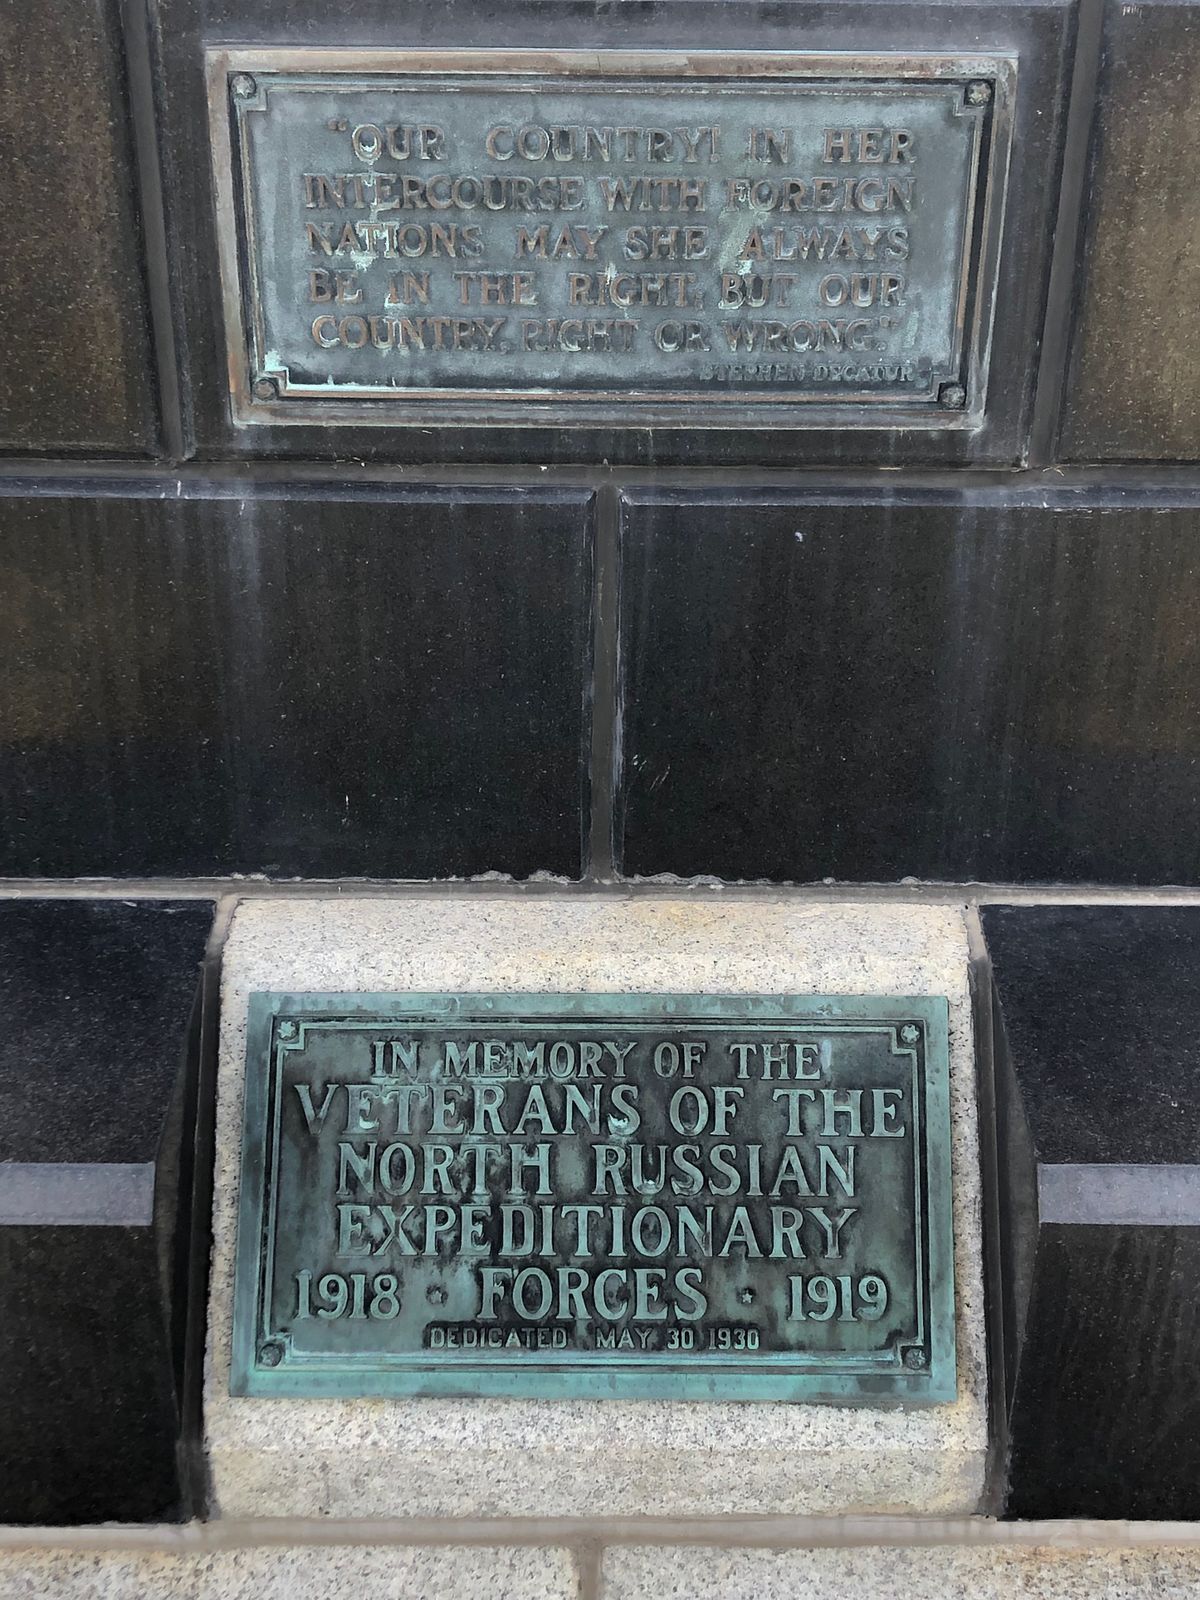 "OUR COUNTRY! IN HER
INTERCOURSE WITH FOREIGN
NATIONS MAY SHE ALWAYS
BE IN THE RIGHT, BUT OUR
COUNTRY, RIGHT OR WRONG."
STEPHEN DECATUR
IN MEMORY OF THE
VETERANS OF THE
NORTH RUSSIAN
EXPEDITIONARY
1918 · FORCES · 1919
DEDICATED MAY 30 1930